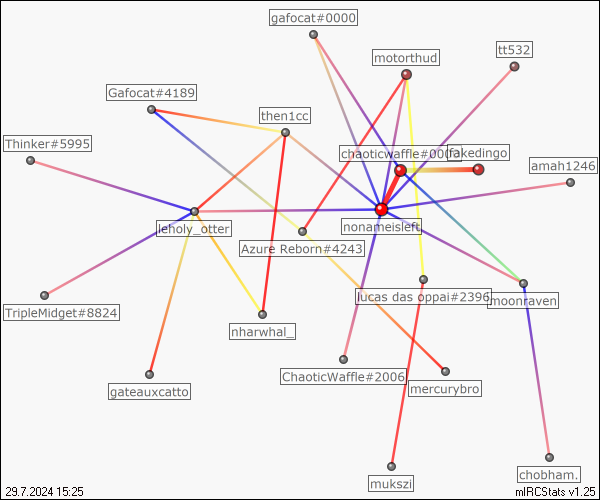 gafocat#0000
motorthud
tt532
Gafocat#4189
then1cc
Thinker#5995
chaoticwaffle#000
fakedingo
amah1246
leholy_otter
nonameisleft
Azure Reborn#4243
lucas das oppai#2396
moonraven
TripleMidget#8824
nharwhal_
ChaoticWaffle#2006
mercurybro
gateauxcatto
mukszi
chobham.
29.7.2024 15:25
mIRCStats v1.25